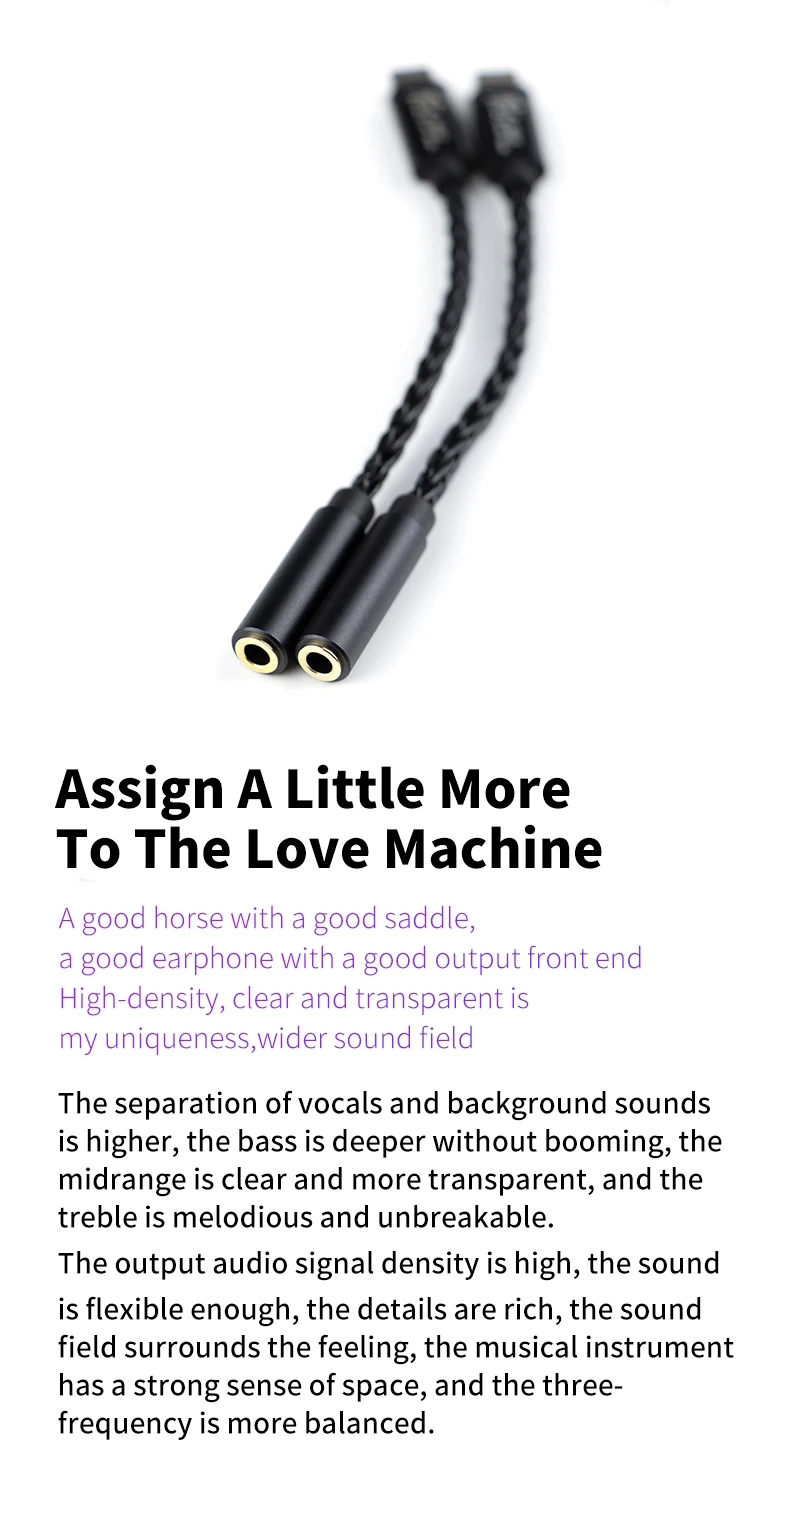 Assign A Little More
To The Love Machine
A good horse with a good saddle,
a good earphone with a good output front end
High-density, clear and transparent is
my uniqueness,wider sound field
The separation of vocals and background sounds
is higher, the bass is deeper without booming, the
midrange is clear and more transparent, and the
treble is melodious and unbreakable.
The output audio signal density is high, the sound
is flexible enough, the details are rich, the sound
field surrounds the feeling, the musical instrument
has a strong sense of space, and the three-
frequency is more balanced.